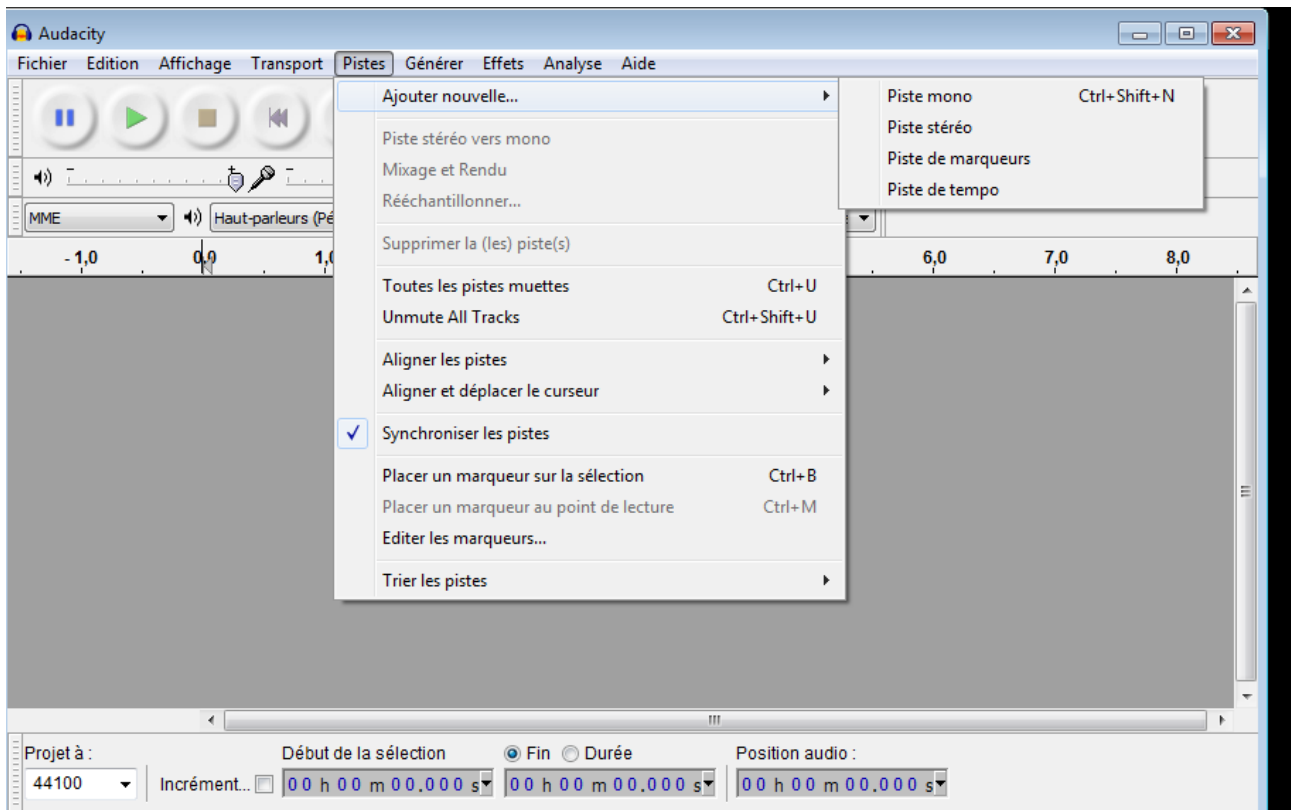 Audacity
Fichier Edition Affichage Transport Pistes Générer Effets Analyse Aide
Ajouter nouvelle...
Piste mono Ctrl+Shift+N
Piste stéréo
Piste de marqueurs
Piste de tempo
Piste stéréo vers mono
Mixage et Rendu
Rééchantillonner...
MME Haut-parleurs (Pé
Supprimer la (les) piste(s)
- 1,0 0,0 1,0 6,0 7,0 8,0
Toutes les pistes muettes Ctrl+U
Unmute All Tracks Ctrl+Shift+U
Aligner les pistes
Aligner et déplacer le curseur
Synchroniser les pistes
Placer un marqueur sur la sélection Ctrl+B
Placer un marqueur au point de lecture Ctrl+M
Editer les marqueurs...
Trier les pistes
Projet à : Début de la sélection Fin Durée Position audio :
44100 Incrément... 00 h 00 m 00.000 s 00 h 00 m 00.000 s 00 h 00 m 00.000 s